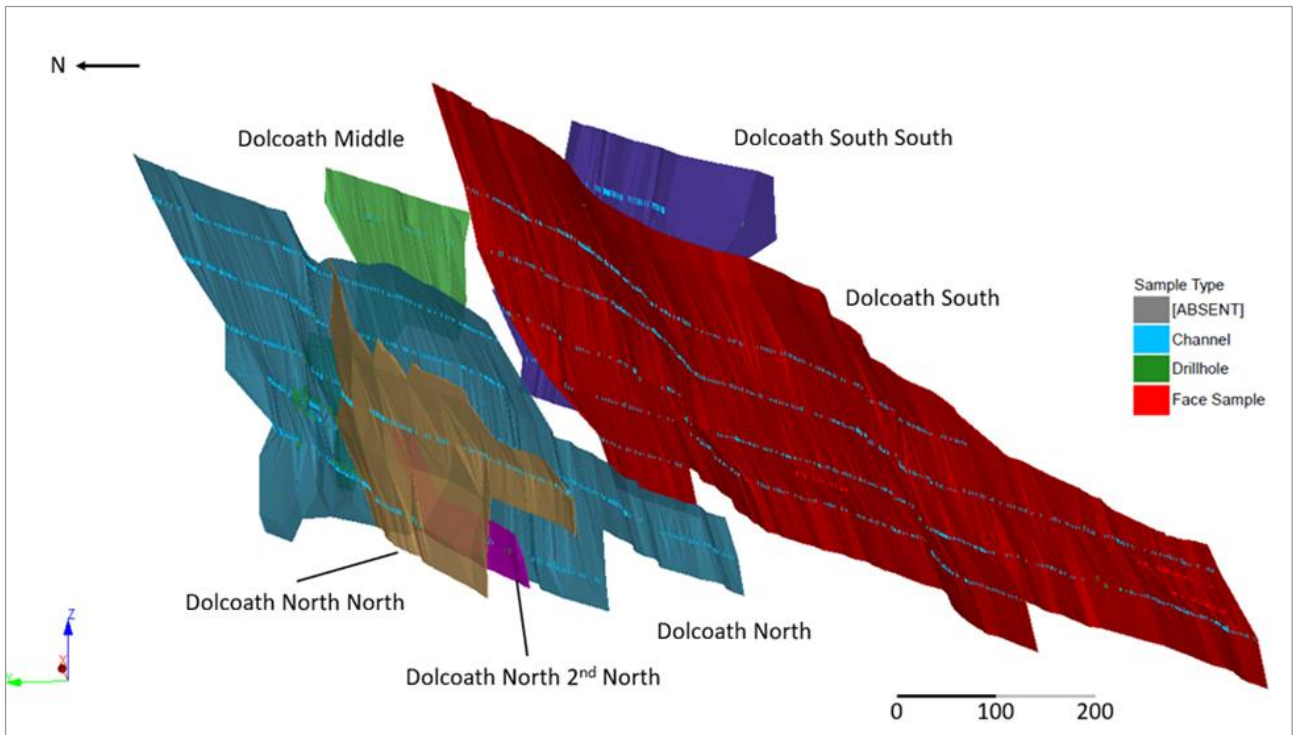 N
Dolcoath Middle
Dolcoath South South
Dolcoath South
Sample Type
[ABSENT]
Channel
Drillhole
Face Sample
Dolcoath North North
Dolcoath North
Dolcoath North 2nd North
Z
X
Y
0 100 200